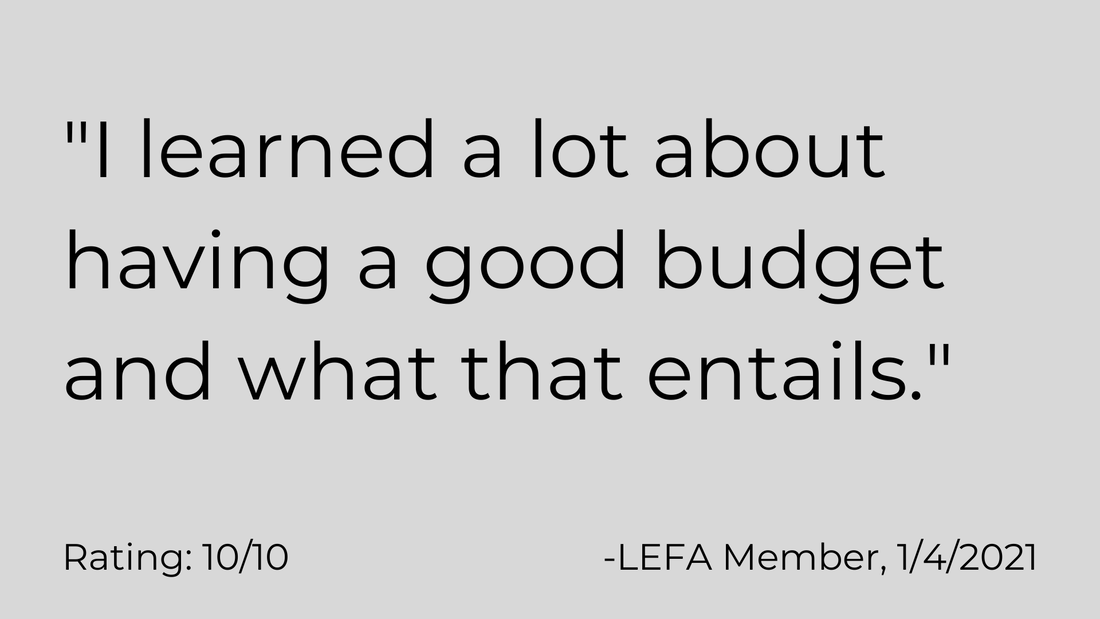 "I learned a lot about
having a good budget
and what that entails."
Rating: 10/10
-LEFA Member, 1/4/2021